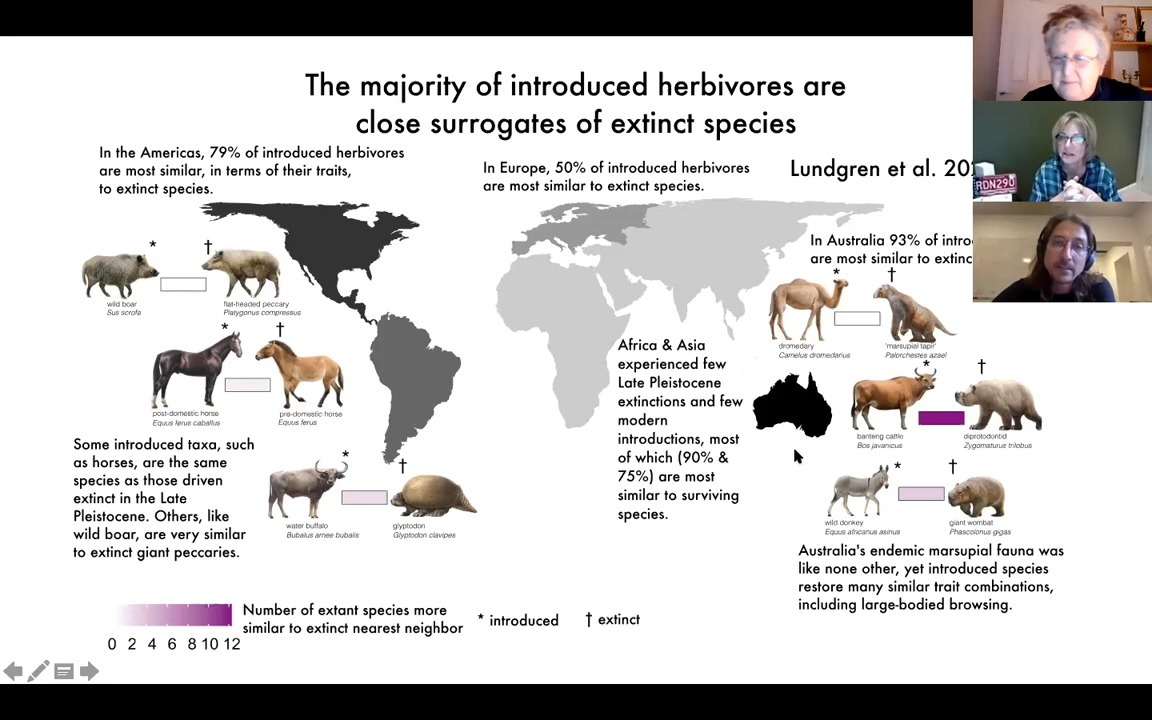 The majority of introduced herbivores are
close surrogates of extinct species
In the Americas, 79% of introduced herbivores
are most similar, in terms of their traits,
to extinct species.
In Europe, 50% of introduced herbivores
are most similar to extinct species.
Lundgren et al. 20
RDN290
In Australia 93% of intro
are most similar to extinc
* †
wild boar
Sus scrofa
flat-headed peccary
Platygonus compressus
* †
dromedary
Camelus dromedarius
'marsupial tapir'
Palorchestes azael
* †
post-domestic horse
Equus ferus caballus
pre-domestic horse
Equus ferus
Africa & Asia
experienced few
Late Pleistocene
extinctions and few
modern
introductions, most
of which (90% &
75%) are most
similar to surviving
species.
* †
banteng cattle
Bos javanicus
diprotodontid
Zygomaturus trilobus
Some introduced taxa, such
as horses, are the same
species as those driven
extinct in the Late
Pleistocene. Others, like
wild boar, are very similar
to extinct giant peccaries.
* †
water buffalo
Bubalus arnee bubalis
glyptodon
Glyptodon clavipes
* †
wild donkey
Equus africanus asinus
giant wombat
Phascolonus gigas
Australia's endemic marsupial fauna was
like none other, yet introduced species
restore many similar trait combinations,
including large-bodied browsing.
Number of extant species more
similar to extinct nearest neighbor
0 2 4 6 8 10 12
* introduced † extinct